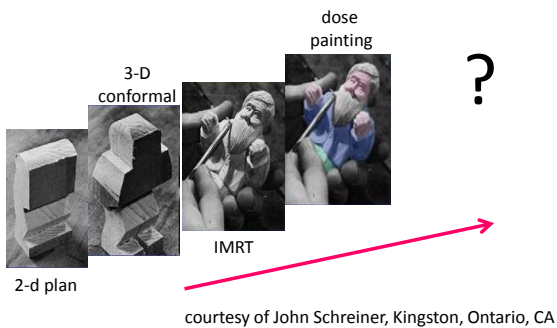 dose
painting
?
3-D
conformal
IMRT
2-d plan
courtesy of John Schreiner, Kingston, Ontario, CA